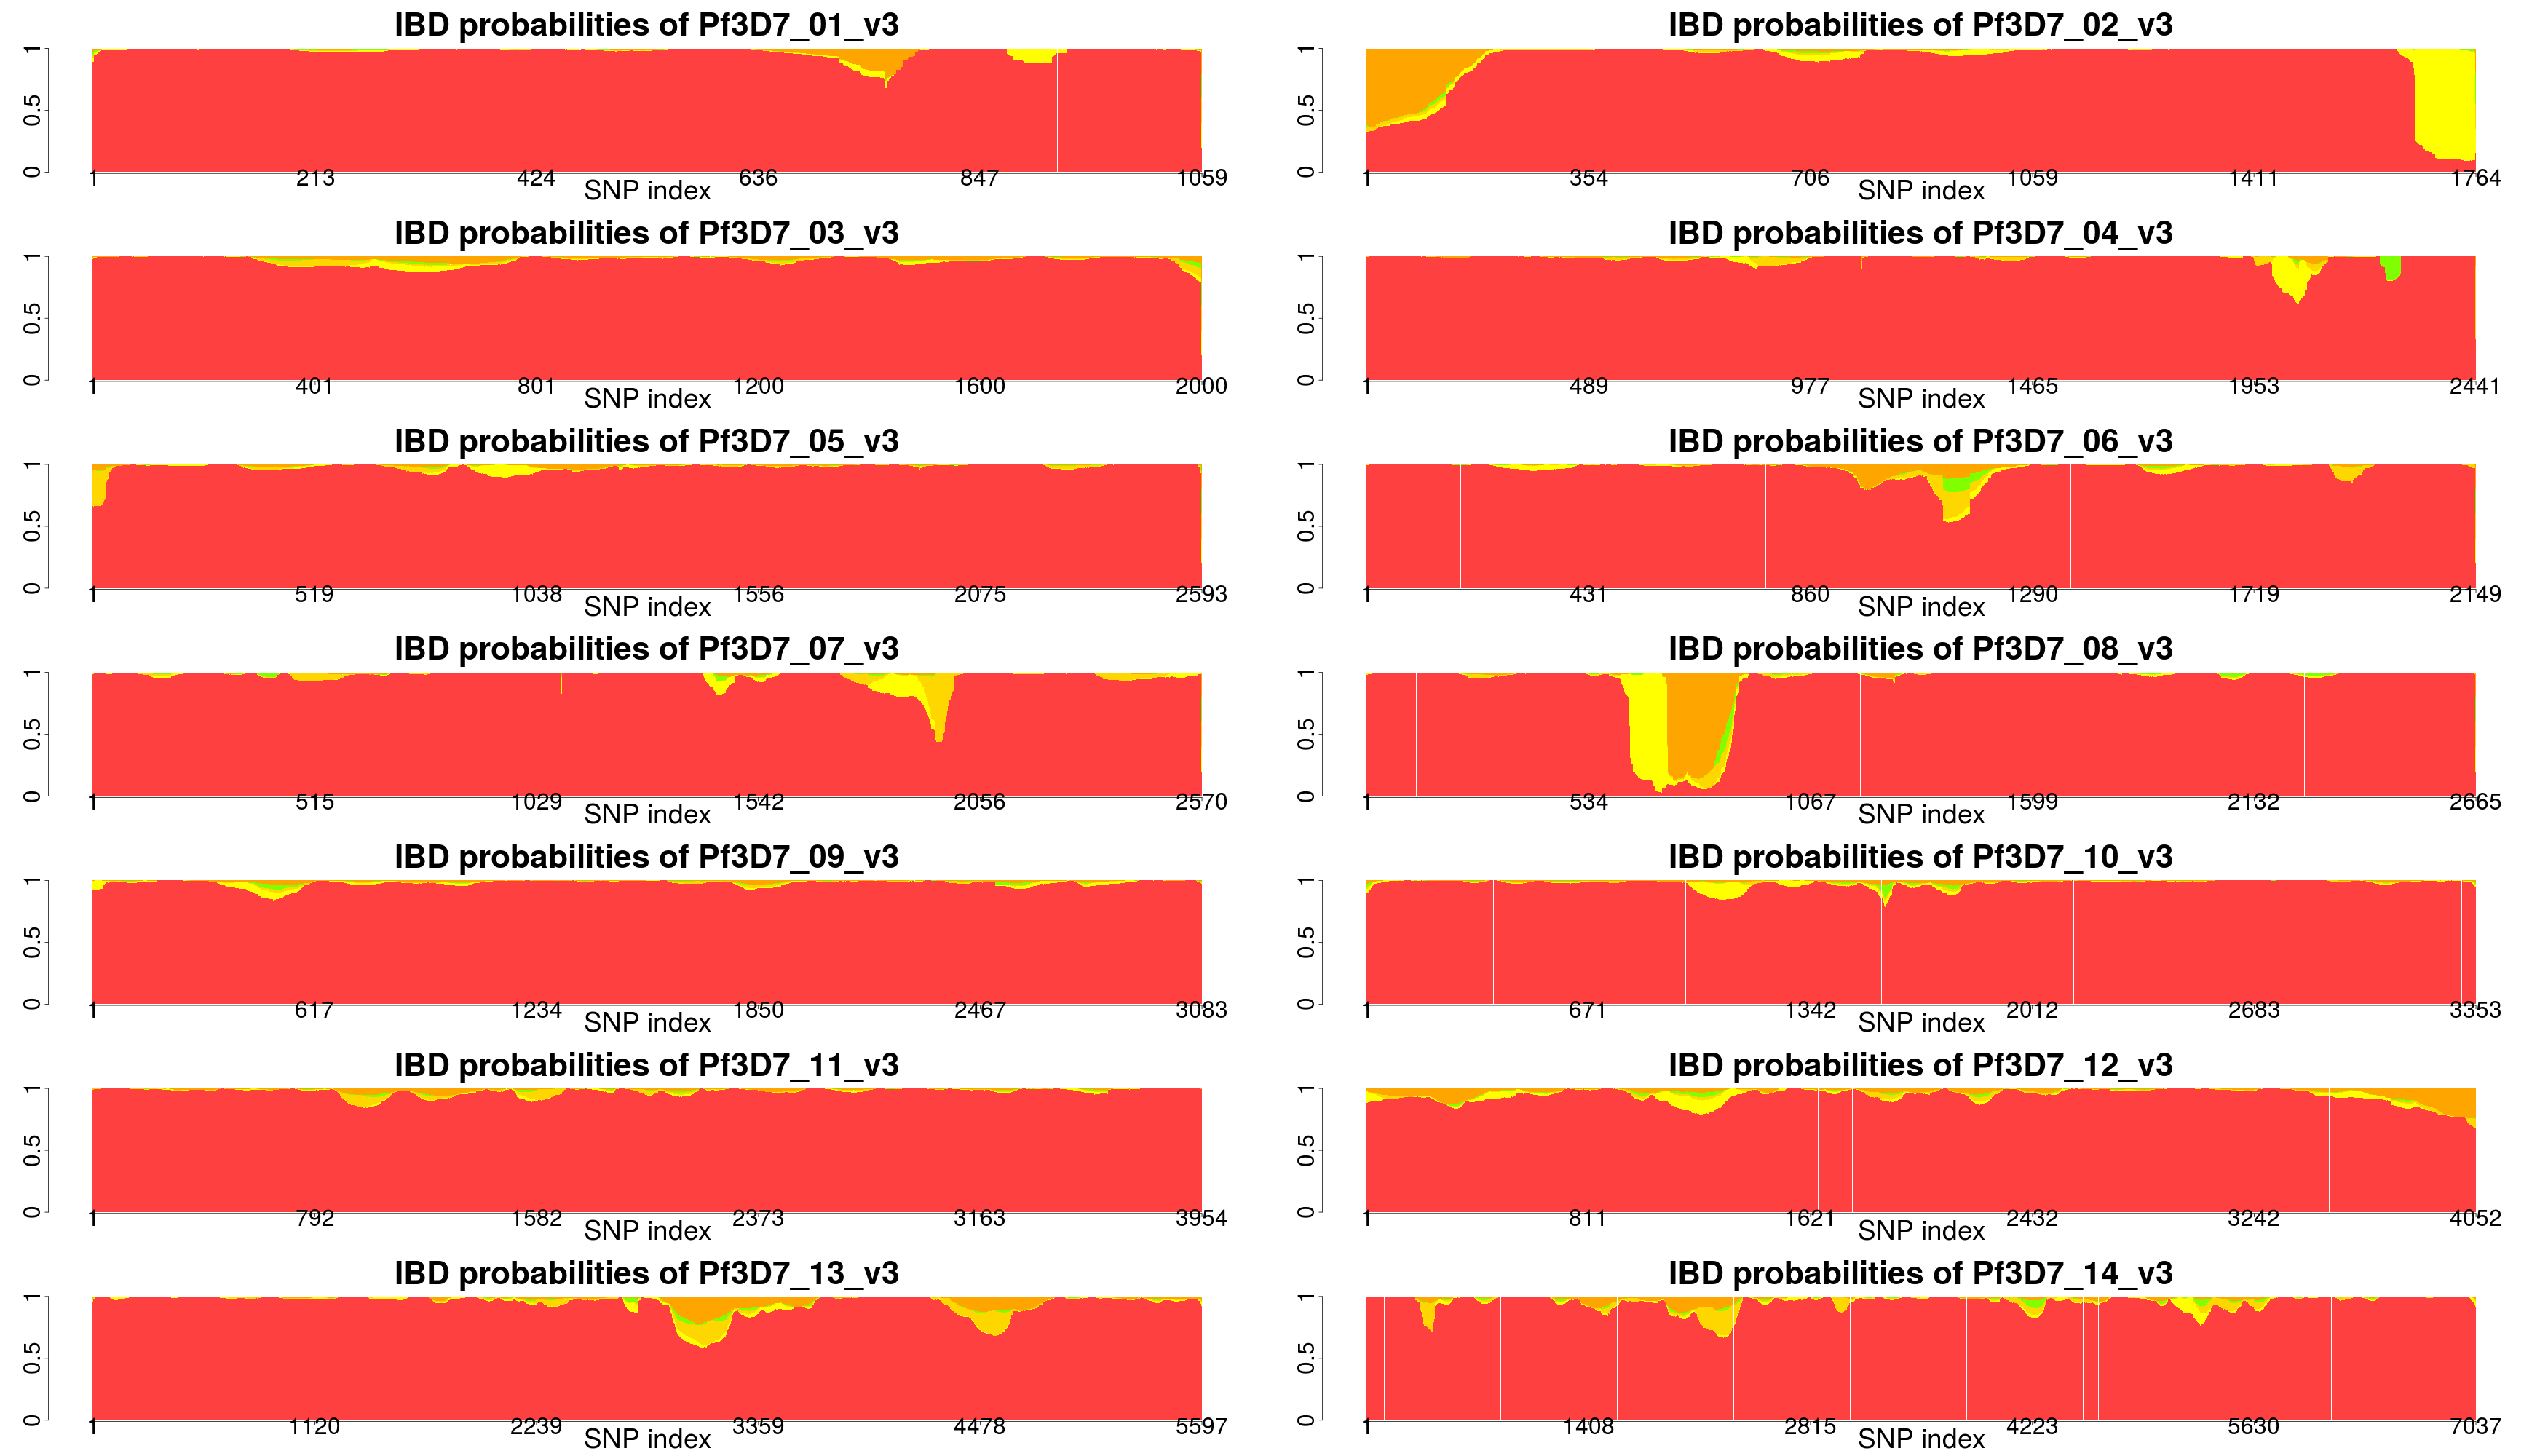 IBD probabilities of Pf3D7_01_v3
0 0.5 1
1 213 424 636 847 1059
SNP index
IBD probabilities of Pf3D7_02_v3
0 0.5 1
1 354 706 1059 1411 1764
SNP index
IBD probabilities of Pf3D7_03_v3
0 0.5 1
1 401 801 1200 1600 2000
SNP index
IBD probabilities of Pf3D7_04_v3
0 0.5 1
1 489 977 1465 1953 2441
SNP index
IBD probabilities of Pf3D7_05_v3
0 0.5 1
1 519 1038 1556 2075 2593
SNP index
IBD probabilities of Pf3D7_06_v3
0 0.5 1
1 431 860 1290 1719 2149
SNP index
IBD probabilities of Pf3D7_07_v3
0 0.5 1
1 515 1029 1542 2056 2570
SNP index
IBD probabilities of Pf3D7_08_v3
0 0.5 1
1 534 1067 1599 2132 2665
SNP index
IBD probabilities of Pf3D7_09_v3
0 0.5 1
1 617 1234 1850 2467 3083
SNP index
IBD probabilities of Pf3D7_10_v3
0 0.5 1
1 671 1342 2012 2683 3353
SNP index
IBD probabilities of Pf3D7_11_v3
0 0.5 1
1 792 1582 2373 3163 3954
SNP index
IBD probabilities of Pf3D7_12_v3
0 0.5 1
1 811 1621 2432 3242 4052
SNP index
IBD probabilities of Pf3D7_13_v3
0 0.5 1
1 1120 2239 3359 4478 5597
SNP index
IBD probabilities of Pf3D7_14_v3
0 0.5 1
1 1408 2815 4223 5630 7037
SNP index